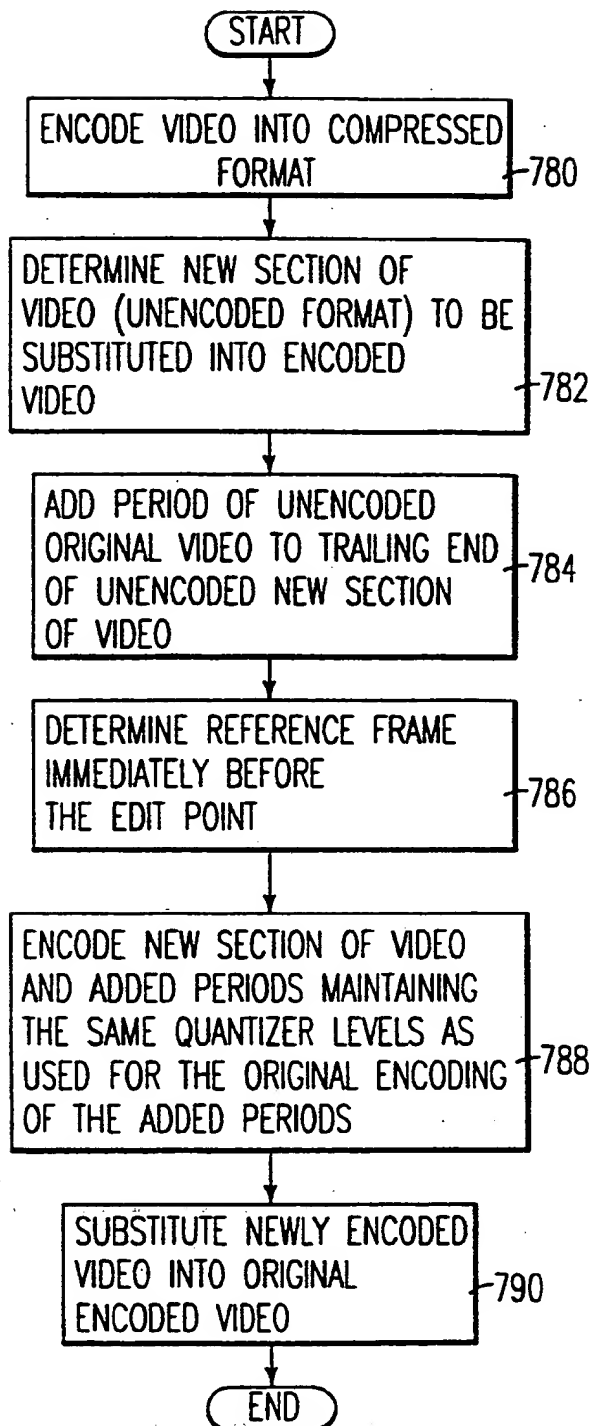 START
ENCODE VIDEO INTO COMPRESSED
FORMAT
780
DETERMINE NEW SECTION OF
VIDEO (UNENCODED FORMAT) TO BE
SUBSTITUTED INTO ENCODED
VIDEO
782
ADD PERIOD OF UNENCODED
ORIGINAL VIDEO TO TRAILING END
OF UNENCODED NEW SECTION
OF VIDEO
784
DETERMINE REFERENCE FRAME
IMMEDIATELY BEFORE
THE EDIT POINT
786
ENCODE NEW SECTION OF VIDEO
AND ADDED PERIODS MAINTAINING
THE SAME QUANTIZER LEVELS AS
USED FOR THE ORIGINAL ENCODING
OF THE ADDED PERIODS
788
SUBSTITUTE NEWLY ENCODED
VIDEO INTO ORIGINAL
ENCODED VIDEO
790
END